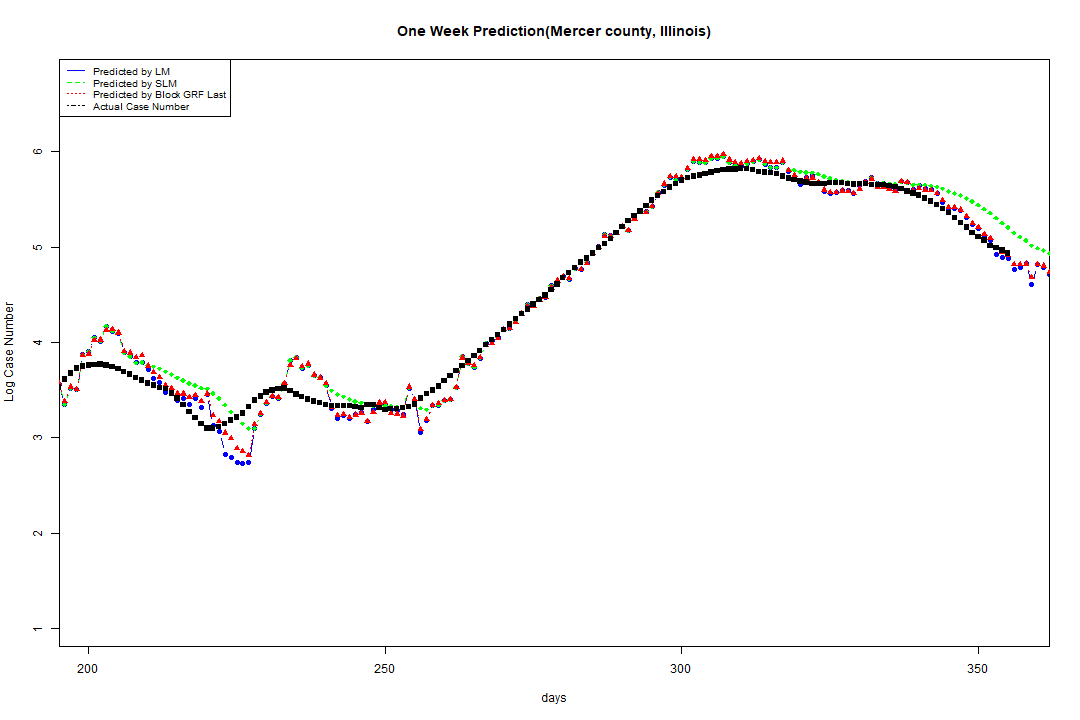 One Week Prediction(Mercer county, Illinois)
Predicted by LM
Predicted by SLM
Predicted by Block GRF Last
Actual Case Number
Log Case Number
6
5
4
3
2
1
200 250 300 350
days